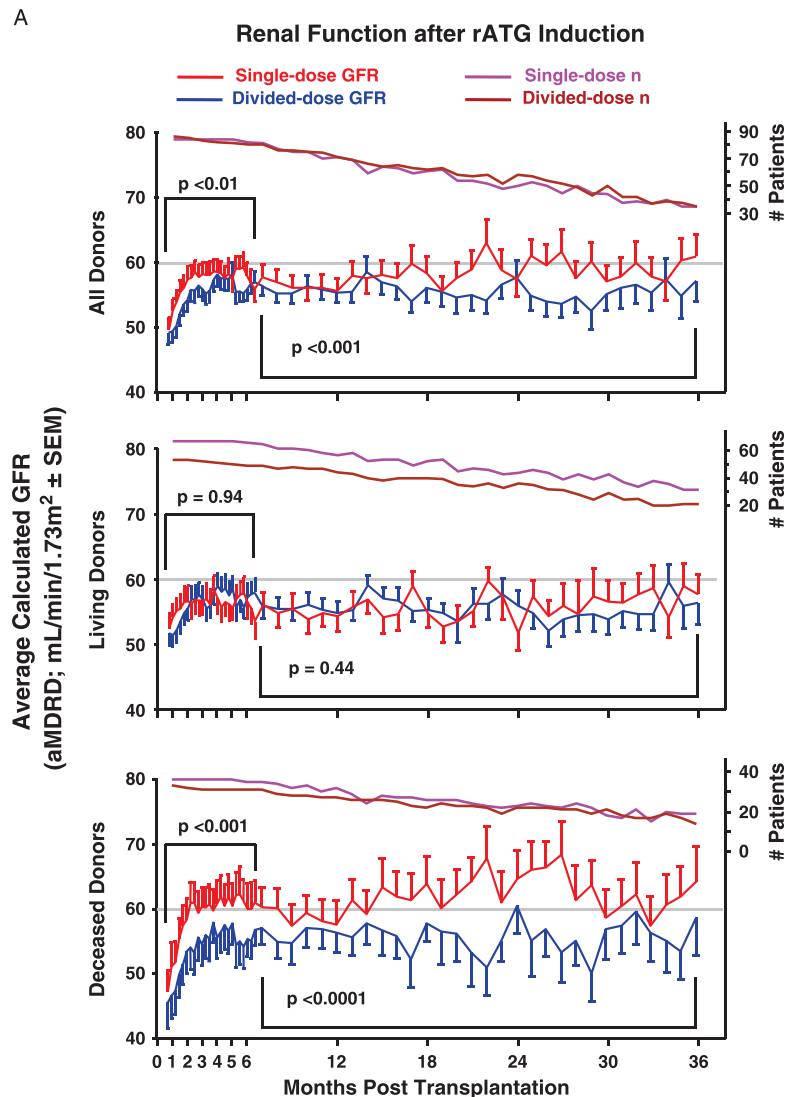 A
Renal Function after rATG Induction
Single-dose GFR
Single-dose n
Divided-dose GFR
Divided-dose n
Average Calculated GFR
(aMDRD; mL/min/1.73m² ± SEM)
All Donors
80
70
60
50
40
p <0.01
p <0.001
90
70
50
30
# Patients
Living Donors
80
70
60
50
40
p = 0.94
p = 0.44
60
40
20
# Patients
Deceased Donors
80
70
60
50
40
p <0.001
p <0.0001
40
20
0
# Patients
0 1 2 3 4 5 6 12 18 24 30 36
Months Post Transplantation